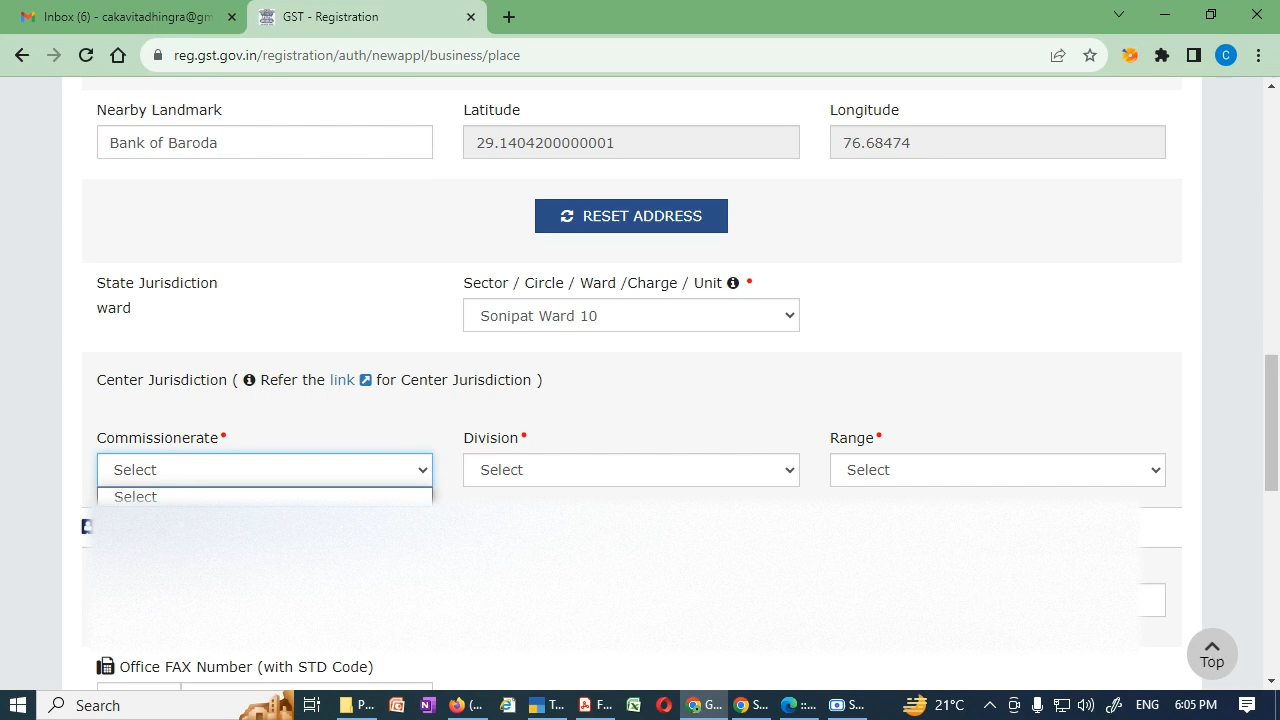 Inbox (6) - cakavitadhingra@gm
GST - Registration
reg.gst.gov.in/registration/auth/newappl/business/place
C
Nearby Landmark
Latitude
Longitude
Bank of Baroda
29.1404200000001
76.68474
RESET ADDRESS
State Jurisdiction
Sector / Circle / Ward /Charge / Unit *
ward
Sonipat Ward 10
Center Jurisdiction ( Refer the link for Center Jurisdiction )
Commissionerate*
Division*
Range*
Select
Select
Select
Select
Top
Office FAX Number (with STD Code)
Search
P...
(...
T...
F...
G...
S...
::...
S...
21°C
ENG
6:05 PM